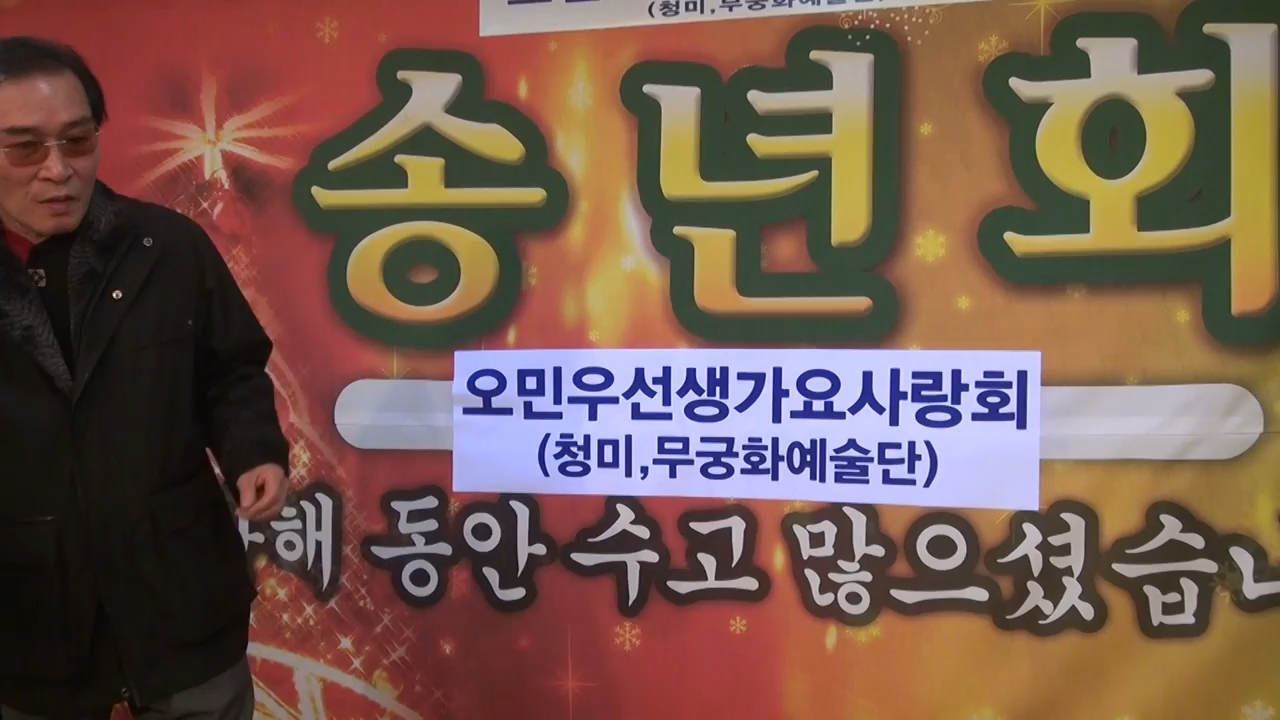 (청미,무궁화예술단)
송년회
오민우선생가요사랑회
(청미,무궁화예술단)
해 동안 수고 많으셨습